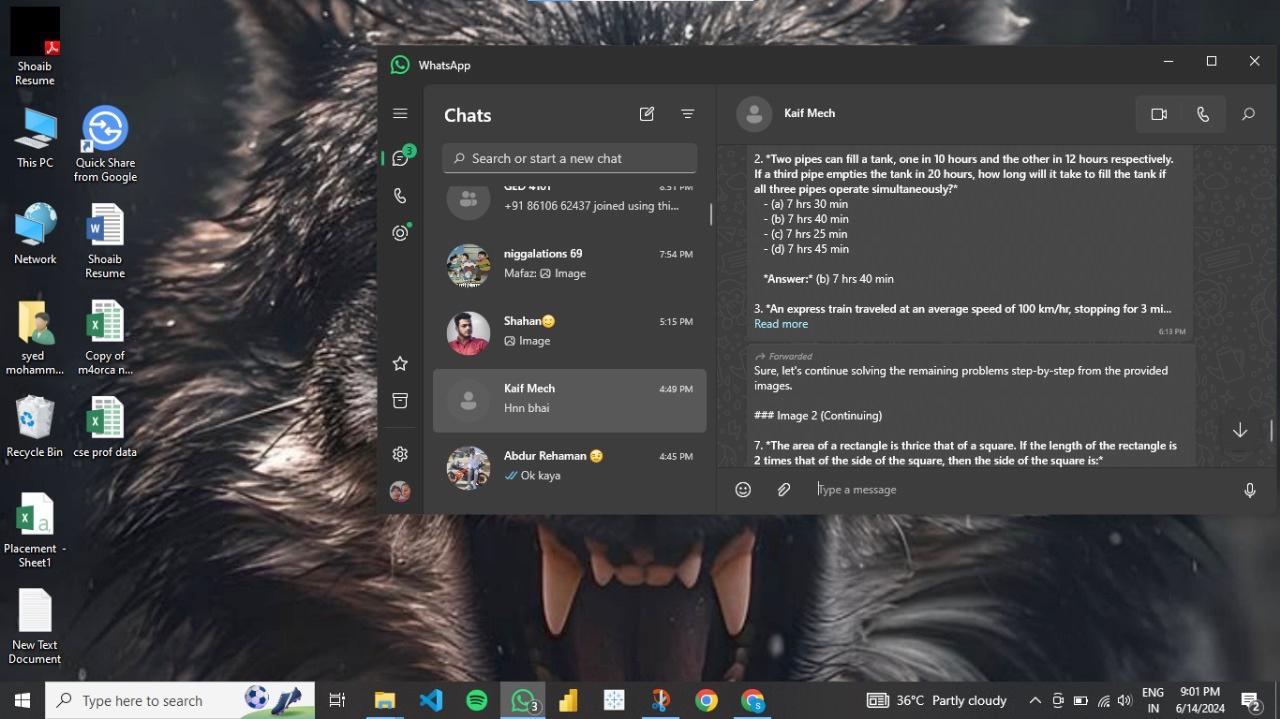 Shoaib
Resume
This PC
Quick Share
from Google
Network
Shoaib
Resume
syed
mohamm...
Copy of
m4orca n...
Recycle Bin
cse prof data
Placement -
Sheet1
New Text
Document
WhatsApp
Chats
Search or start a new chat
3
GED 4101
8:51 PM
+91 86106 62437 joined using thi...
niggalations 69
7:54 PM
Mafaz: Image
Shahan
5:15 PM
Image
Kaif Mech
4:49 PM
Hnn bhai
Abdur Rehaman
4:45 PM
Ok kaya
Kaif Mech
2. *Two pipes can fill a tank, one in 10 hours and the other in 12 hours respectively.
If a third pipe empties the tank in 20 hours, how long will it take to fill the tank if
all three pipes operate simultaneously?*
- (a) 7 hrs 30 min
- (b) 7 hrs 40 min
- (c) 7 hrs 25 min
- (d) 7 hrs 45 min
*Answer:* (b) 7 hrs 40 min
3. *An express train traveled at an average speed of 100 km/hr, stopping for 3 mi...
Read more
6:13 PM
Forwarded
Sure, let's continue solving the remaining problems step-by-step from the provided
images.
### Image 2 (Continuing)
7. *The area of a rectangle is thrice that of a square. If the length of the rectangle is
2 times that of the side of the square, then the side of the square is:*
Type a message
Type here to search
3
36°C Partly cloudy
ENG
IN
9:01 PM
6/14/2024
2